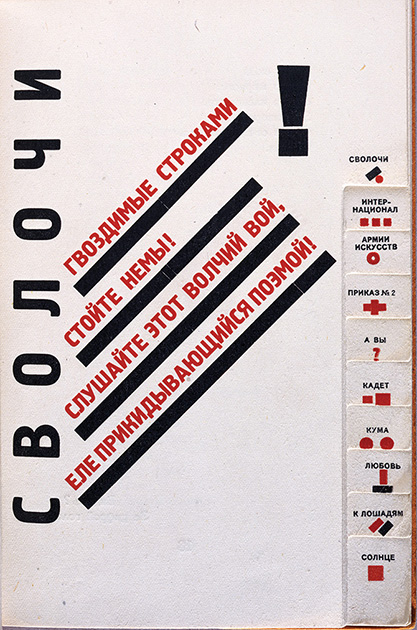 СВОЛОЧИ
!
ГВОЗДИМЫЕ СТРОКАМИ
СТОЙТЕ НЕМЫ!
СЛУШАЙТЕ ЭТОТ ВОЛЧИЙ ВОЙ,
ЕЛЕ ПРИКИДЫВАЮЩИЙСЯ ПОЭМОЙ!
СВОЛОЧИ
ИНТЕР-
НАЦИОНАЛ
АРМИИ
ИСКУССТВ
ПРИКАЗ № 2
А ВЫ
?
КАДЕТ
КУМА
ЛЮБОВЬ
К ЛОШАДЯМ
СОЛНЦЕ